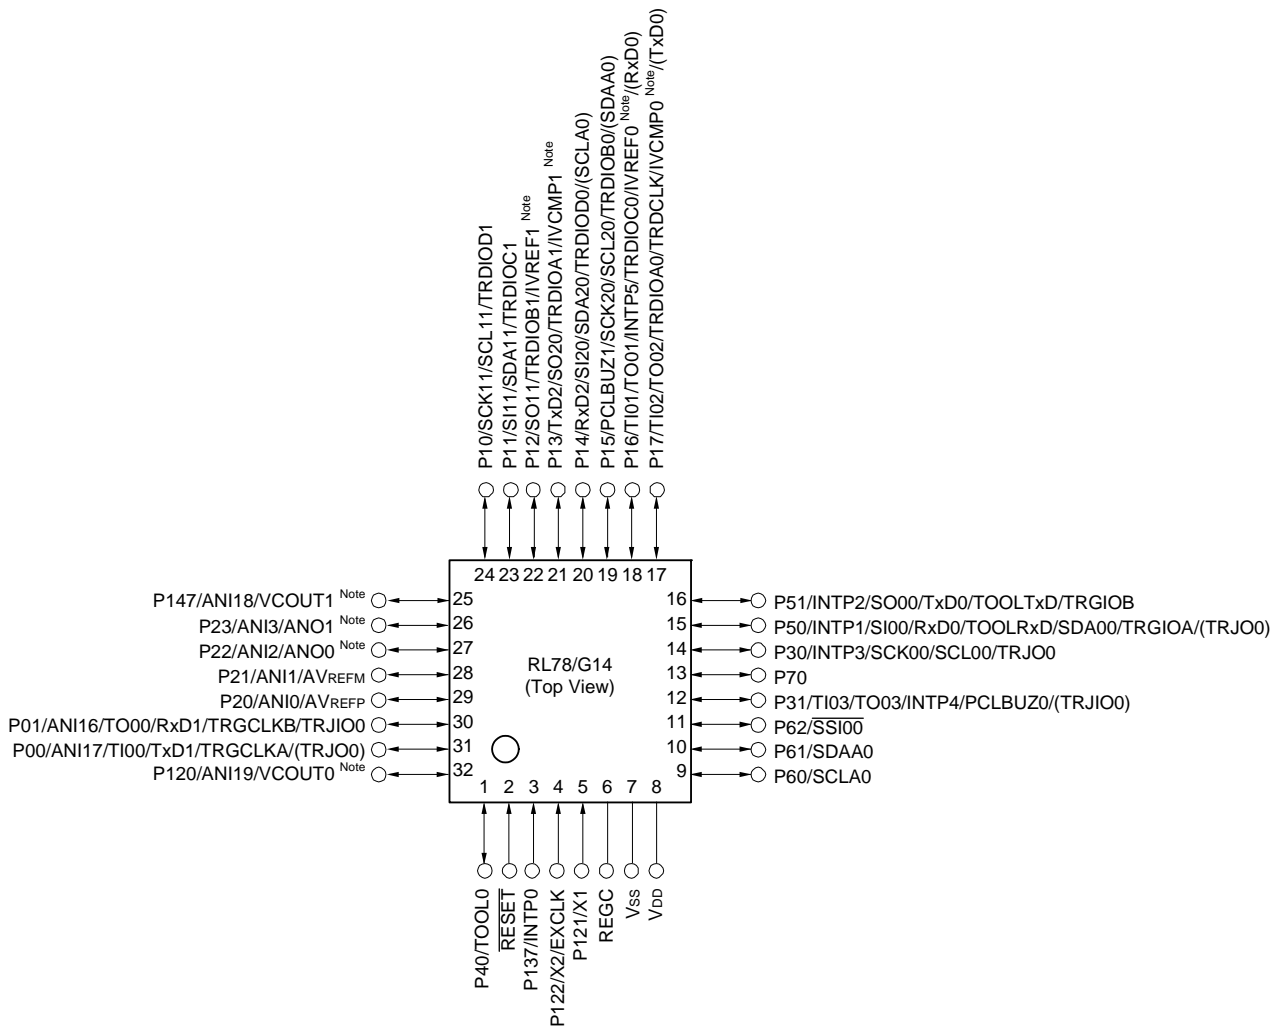 P10/SCK11/SCL11/TRDIOD1
P11/SI11/SDA11/TRDIOC1
P12/SO11/TRDIOB1/IVREF1 Note
P13/TxD2/SO20/TRDIOA1/IVCMP1 Note
P14/RxD2/SI20/SDA20/TRDIOD0/(SCLA0)
P15/PCLBUZ1/SCK20/SCL20/TRDIOB0/(SDAA0)
P16/TI01/TO01/INTP5/TRDIOC0/IVREF0 Note/(RxD0)
P17/TI02/TO02/TRDIOA0/TRDCLK/IVCMP0 Note/(TxD0)
24 23 22 21 20 19 18 17
P147/ANI18/VCOUT1 Note 25
P23/ANI3/ANO1 Note 26
P22/ANI2/ANO0 Note 27
P21/ANI1/AVREFM 28
P20/ANI0/AVREFP 29
P01/ANI16/TO00/RxD1/TRGCLKB/TRJIO0 30
P00/ANI17/TI00/TxD1/TRGCLKA/(TRJO0) 31
P120/ANI19/VCOUT0 Note 32
RL78/G14
(Top View)
16 P51/INTP2/SO00/TxD0/TOOLTxD/TRGIOB
15 P50/INTP1/SI00/RxD0/TOOLRxD/SDA00/TRGIOA/(TRJO0)
14 P30/INTP3/SCK00/SCL00/TRJO0
13 P70
12 P31/TI03/TO03/INTP4/PCLBUZ0/(TRJIO0)
11 P62/SSI00
10 P61/SDAA0
9 P60/SCLA0
1 2 3 4 5 6 7 8
P40/TOOL0
RESET
P137/INTP0
P122/X2/EXCLK
P121/X1
REGC
VSS
VDD